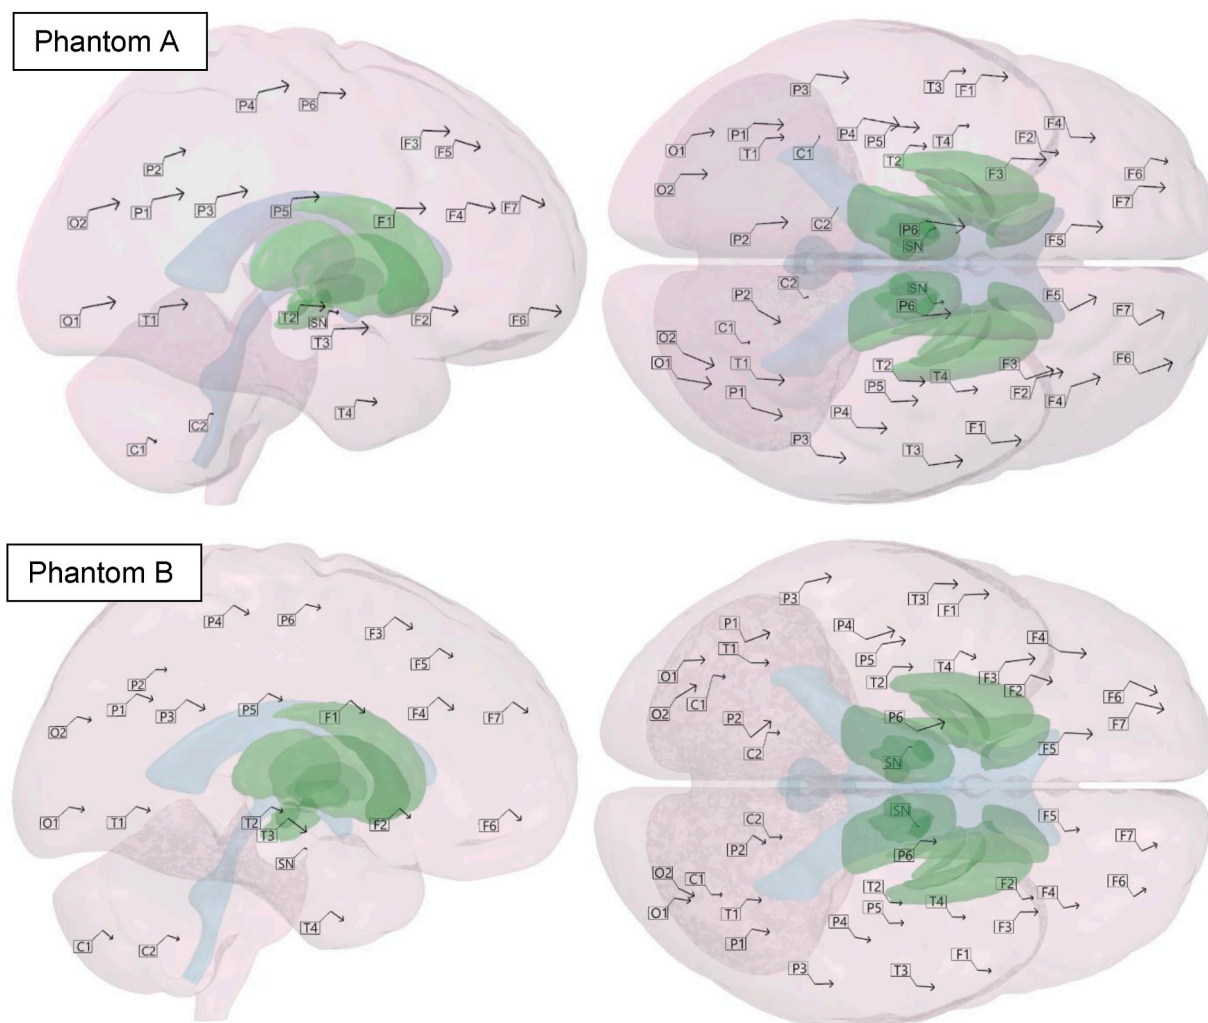 Phantom A
P4 P6
F3 F5
P2
O2 P1 P3 P5 F1 F4 F7
O1 T1 T2 SN F2 F6
T3
T4
C2
C1
P3 T3 F1
O1 P1 T1 C1 P4 P5 T2 T4 F2 F4
O2 F3 F6
F7
P2 C2 P6 F5
SN
C2 SN
P2 P6 F5 F7
C1
O2
O1 T1 T2 F3 F6
P1 P5 T4 F2 F4
P4
P3 T3 F1
Phantom B
P4 P6
F3
F5
P2
P1 P3 P5 F1 F4 F7
O2
O1 T1 T2 F2 F6
T3
SN
T4
C1 C2
P3 T3 F1
P1 P4 F4
T1 P5
O1 T2 T4 F3
C1 F2 F6
O2 P2 P6 F7
C2 F5
SN
SN
C2 F5
P2 P6 F7
O2 C1 T2 F2 F6
O1 T1 P5 T4 F4
P4 F3
P1
P3 T3 F1